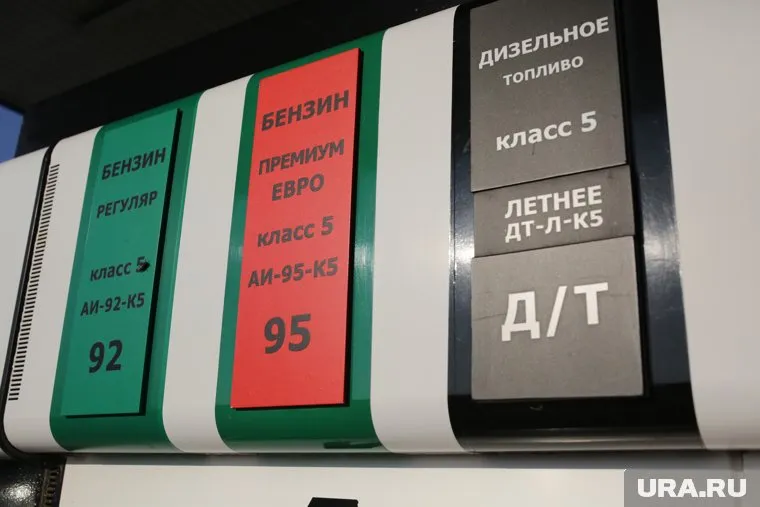 БЕНЗИН
РЕГУЛЯР
класс 5
АИ-92-К5
92
БЕНЗИН
ПРЕМИУМ
ЕВРО
класс 5
АИ-95-К5
95
ДИЗЕЛЬНОЕ
ТОПЛИВО
класс 5
ЛЕТНЕЕ
ДТ-Л-К5
Д/Т
URA.RU